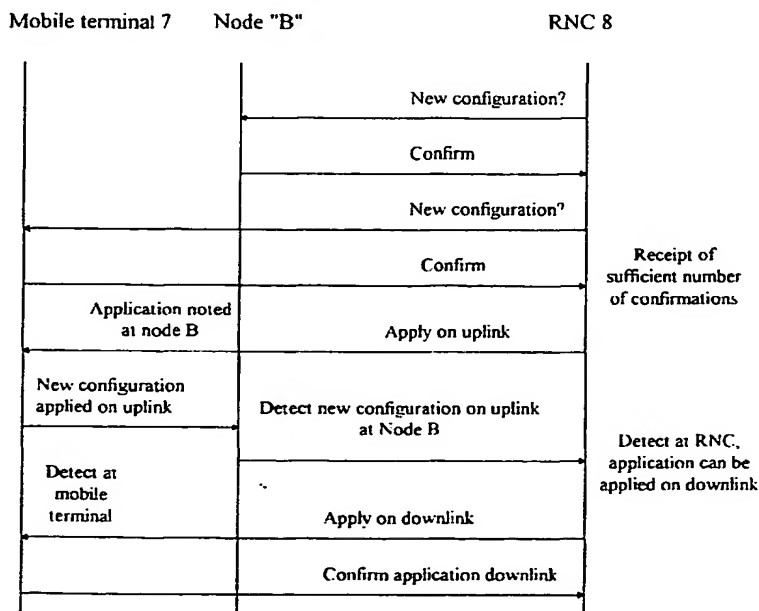 Mobile terminal 7
Node "B"
RNC 8
New configuration?
Confirm
New configuration?
Confirm
Receipt of
sufficient number
of confirmations
Application noted
at node B
Apply on uplink
New configuration
applied on uplink
Detect new configuration on uplink
at Node B
Detect at RNC,
application can be
applied on downlink
Detect at
mobile
terminal
Apply on downlink
Confirm application downlink